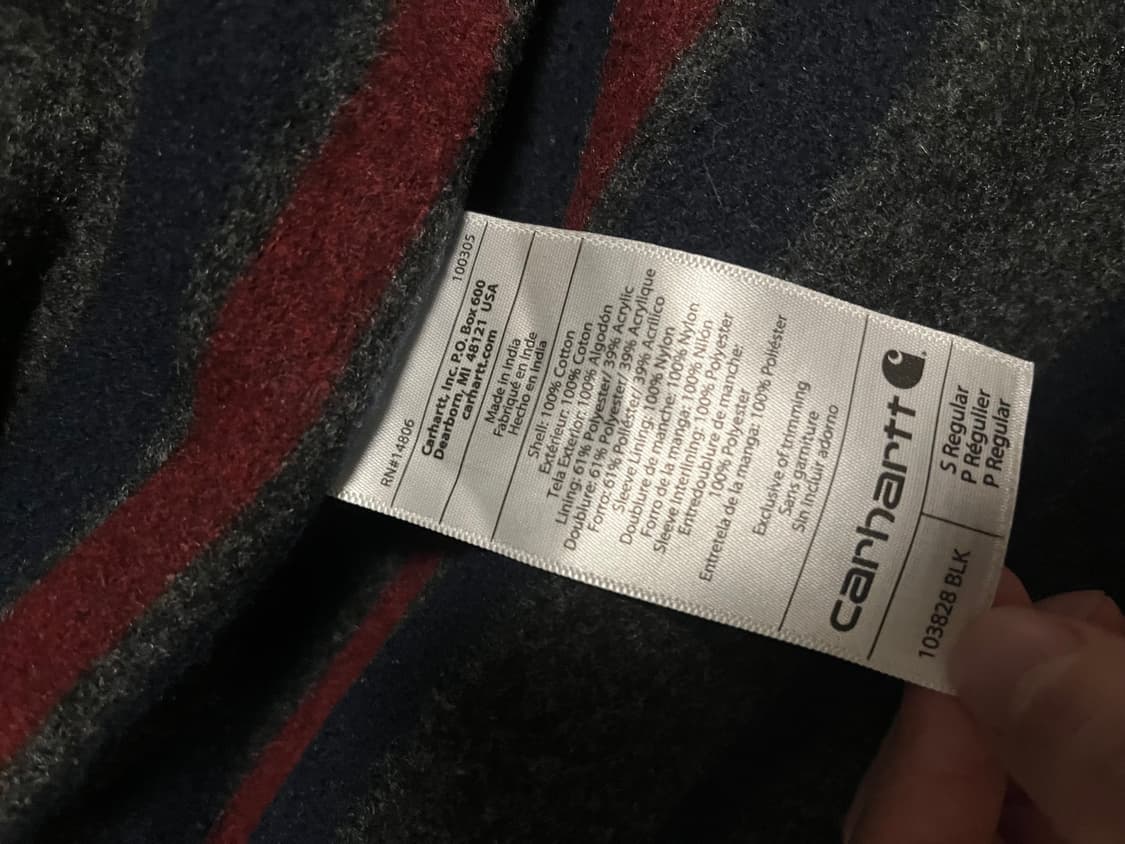 RN#14806 100305
Carhartt, Inc. P.O. Box 600
Dearborn, MI 48121 USA
carhartt.com
Made in India
Fabriqué en Inde
Hecho en India
Shell: 100% Cotton
Extérieur: 100% Coton
Tela Exterior: 100% Algodón
Lining: 61% Polyester/ 39% Acrylic
Doublure: 61% Polyester/ 39% Acrylique
Forro: 61% Poliéster/ 39% Acrílico
Sleeve Lining: 100% Nylon
Doublure de manche: 100% Nylon
Forro de la manga: 100% Nilón
Sleeve Interlining: 100% Polyester
Entredoublure de manche:
100% Polyester
Entretela de la manga: 100% Poliéster
Exclusive of trimming
Sans garniture
Sin incluir adorno
carhartt
103828 BLK
S Regular
P Régulier
P Regular